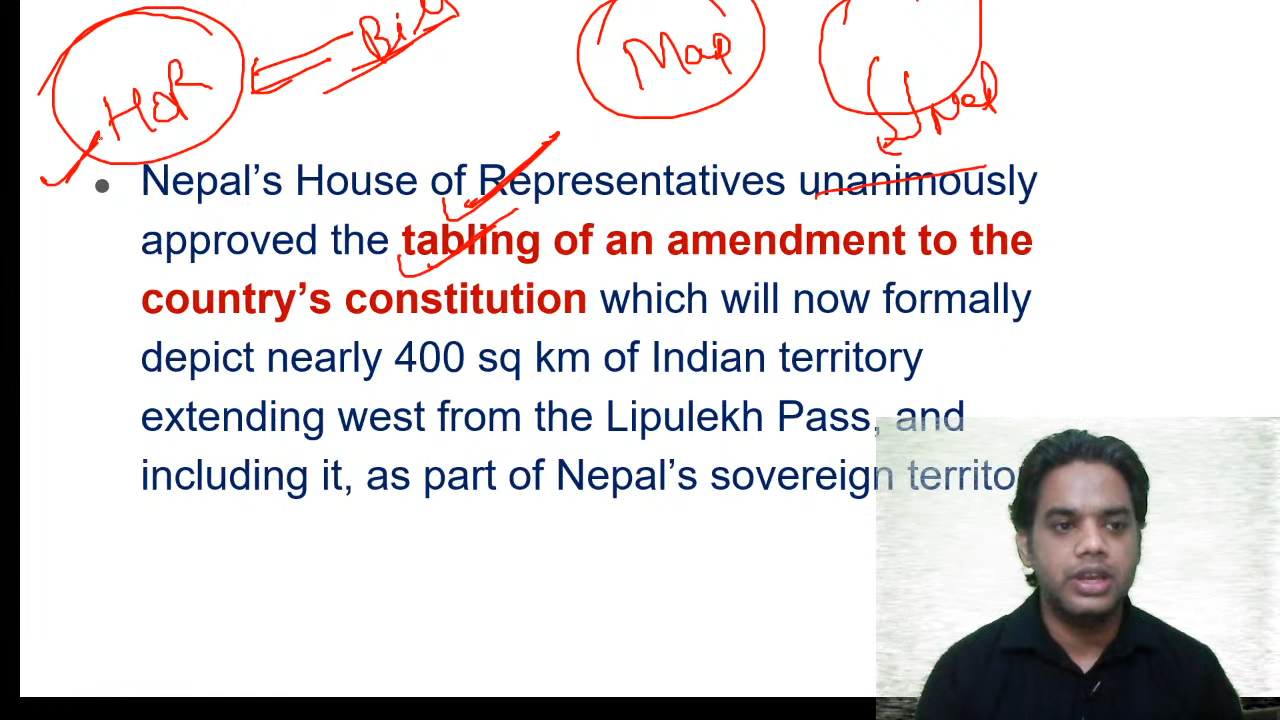 Bill
HOR
Map
Nepal's House of Representatives unanimously
approved the tabling of an amendment to the
country's constitution which will now formally
depict nearly 400 sq km of Indian territory
extending west from the Lipulekh Pass, and
including it, as part of Nepal's sovereign territo